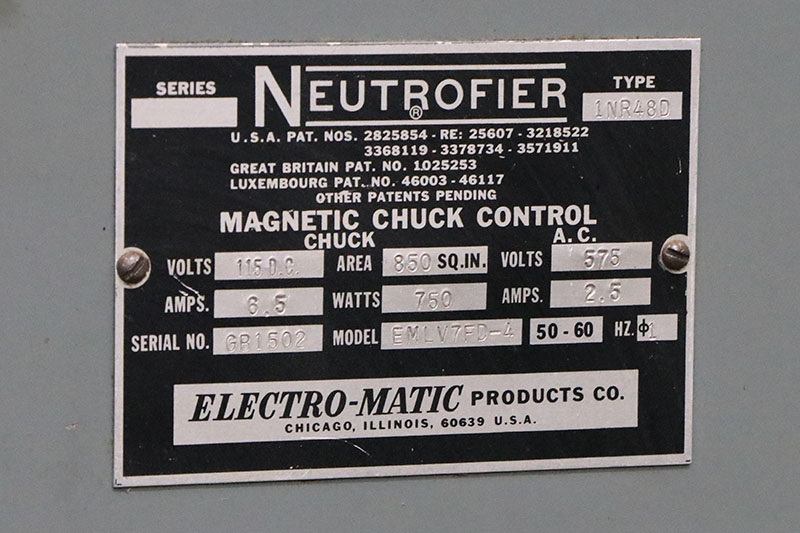 SERIES NEUTROFIER® TYPE
1NR48D
U.S.A. PAT. NOS. 2825854 - RE: 25607 - 3218522
3368119 - 3378734 - 3571911
GREAT BRITAIN PAT. NO. 1025253
LUXEMBOURG PAT. NO. 46003 - 46117
OTHER PATENTS PENDING
MAGNETIC CHUCK CONTROL
CHUCK A.C.
VOLTS 115 D.C. AREA 850 SQ.IN. VOLTS 575
AMPS. 6.5 WATTS 750 AMPS. 2.5
SERIAL NO. GR1502 MODEL EMLV7FD-4 50-60 HZ. ϕ 1
ELECTRO-MATIC PRODUCTS CO.
CHICAGO, ILLINOIS, 60639 U.S.A.